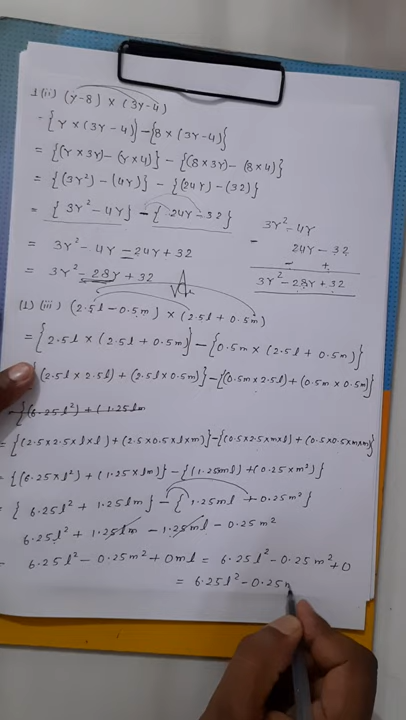 1(ii) (y-8) × (3y-4)
= {Y × (3Y-4)} - {8 × (3Y-4)}
= {(Y × 3Y) - (Y × 4)} - {(8 × 3Y) - (8 × 4)}
= {(3Y²) - (4Y)} - {(24Y) - (32)}
= {3Y² - 4Y} - {24Y - 32}
= 3Y² - 4Y - 24Y + 32
= 3Y² - 28Y + 32
3Y² - 4Y
- 24Y - 32
- +
3Y² - 28Y + 32
(1) (iii) (2.5l - 0.5m) × (2.5l + 0.5m)
= {2.5l × (2.5l + 0.5m)} - {0.5m × (2.5l + 0.5m)}
{(2.5l × 2.5l) + (2.5l × 0.5m)} - {(0.5m × 2.5l) + (0.5m × 0.5m)}
= {(6.25l²) + (1.25lm
= {(2.5×2.5×l×l) + (2.5×0.5×l×m)} - {(0.5×2.5×m×l) + (0.5×0.5×m×m)}
= {(6.25×l²) + (1.25×lm)} - {(1.25ml) + (0.25×m²)}
= {6.25l² + 1.25lm} - {1.25ml + 0.25m²}
6.25l² + 1.25lm - 1.25ml - 0.25m²
= 6.25l² - 0.25m² + 0ml = 6.25l² - 0.25m² + 0
= 6.25l² - 0.25m